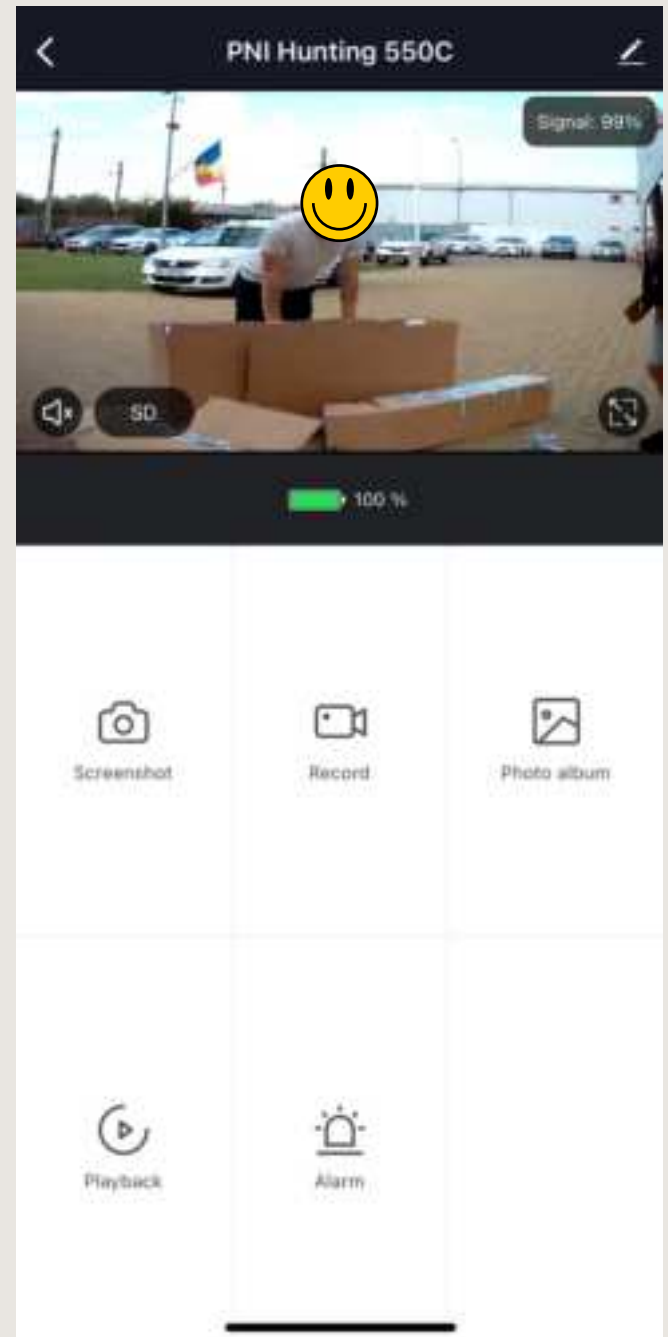 PNI Hunting 550C
Signal: 99%
SD
100 %
Screenshot
Record
Photo album
Playback
Alarm